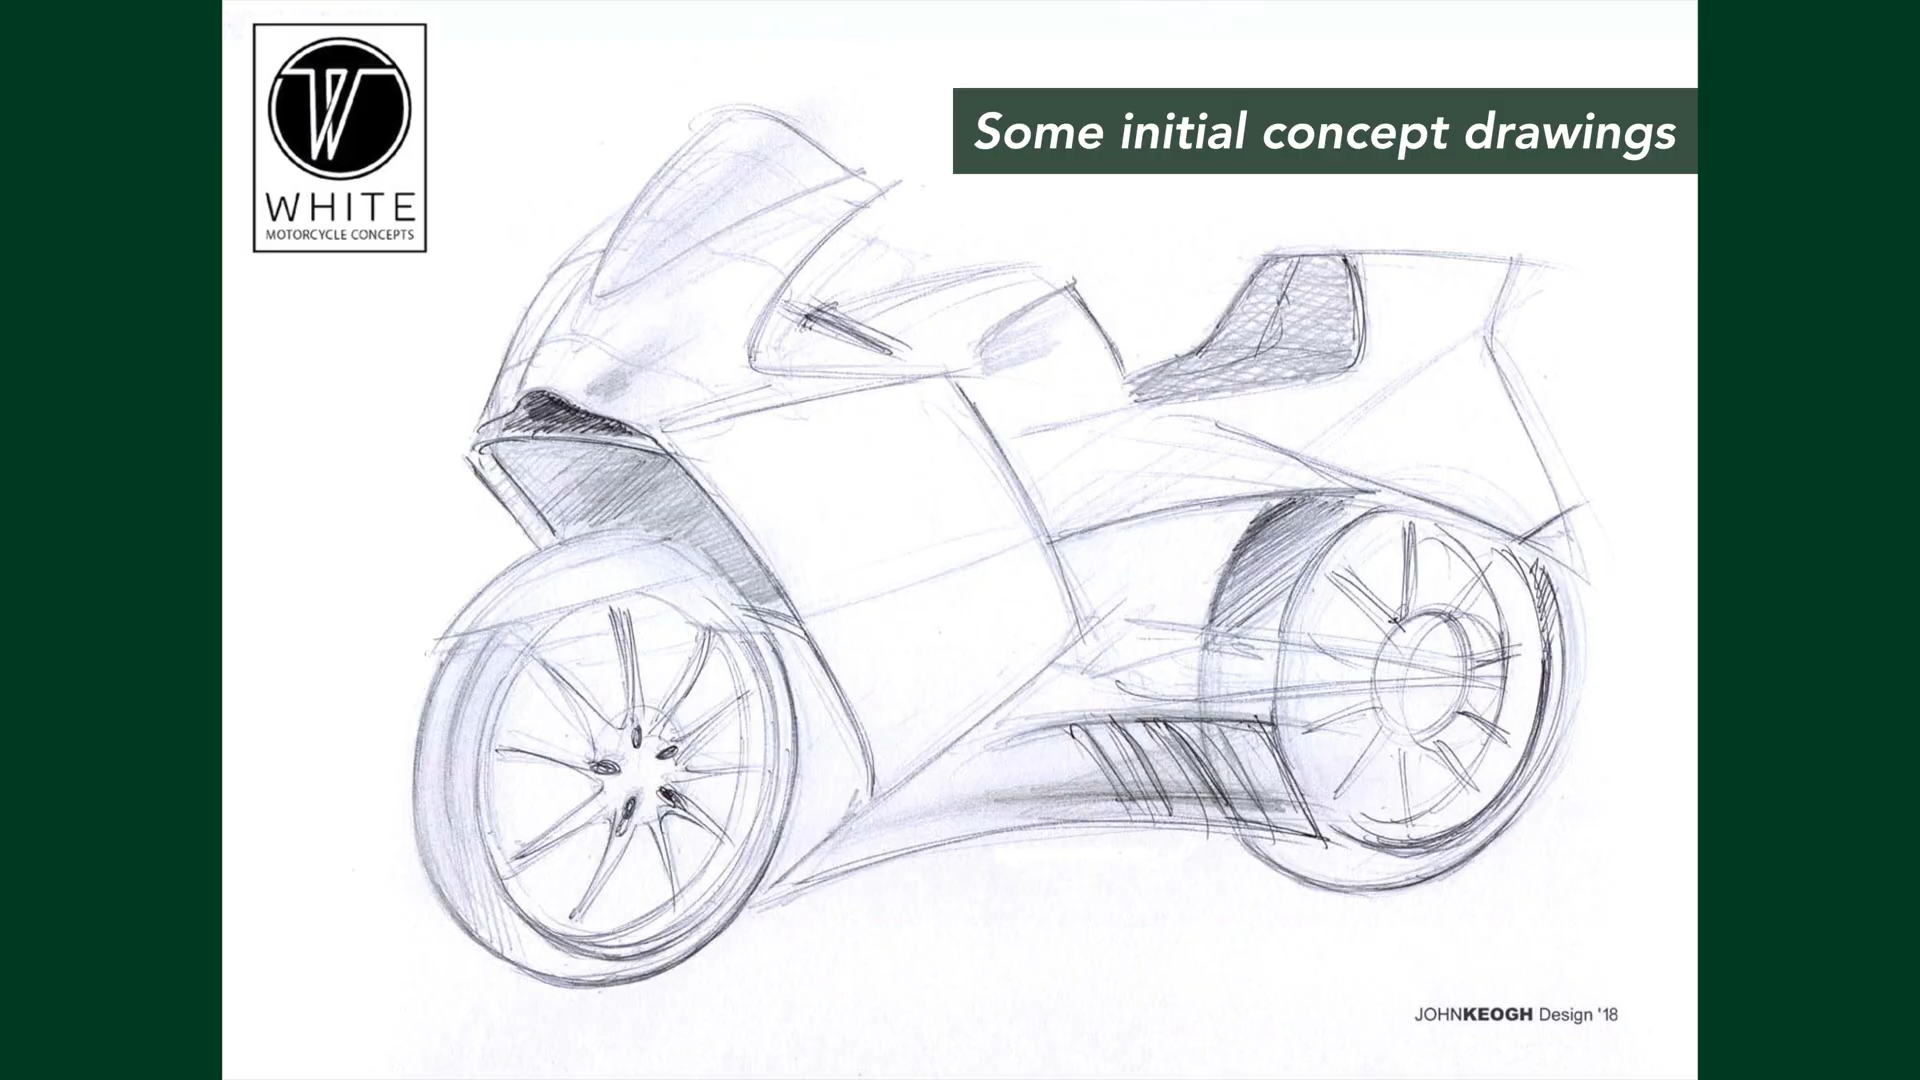 WHITE
MOTORCYCLE CONCEPTS
Some initial concept drawings
JOHNKEOGH Design '18